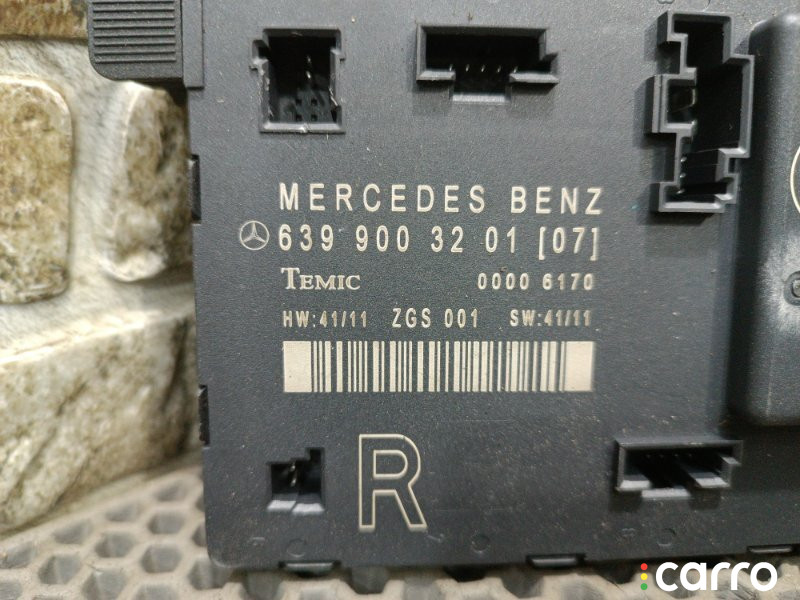 MERCEDES BENZ
639 900 32 01 [07]
TEMIC 0000 6170
HW:41/11 ZGS 001 SW:41/11
R
carro